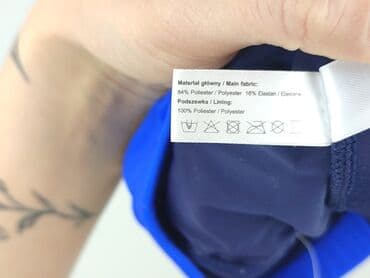 Materiał główny / Main fabric:
84% Poliester / Polyester 16% Elastan / Elastane
Podszewka / Lining:
100% Poliester / Polyester